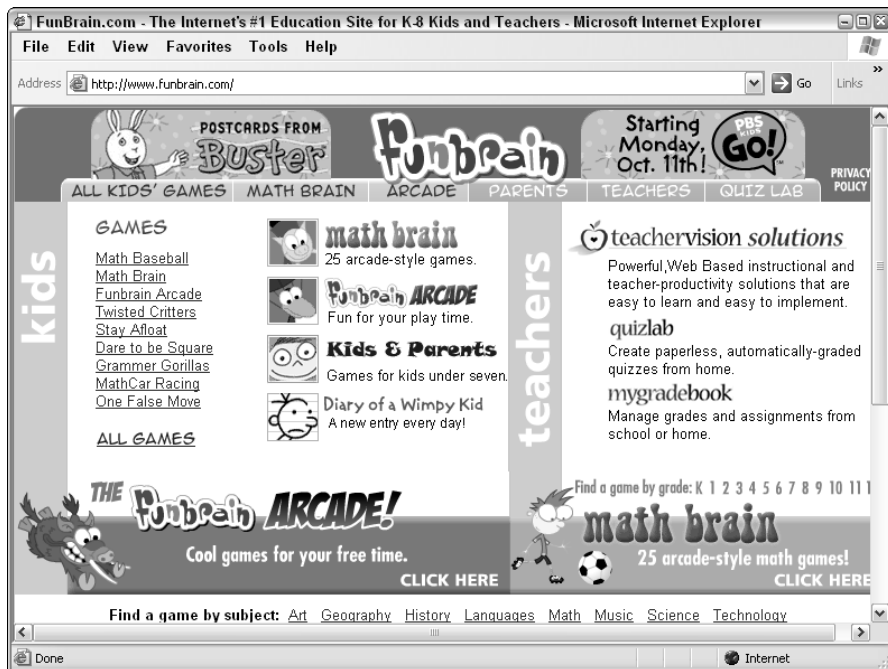 FunBrain.com - The Internet's #1 Education Site for K-8 Kids and Teachers - Microsoft Internet Explorer
File Edit View Favorites Tools Help
Address http://www.funbrain.com/ Go Links »
POSTCARDS FROM
BUSTER
funbrain
Starting
Monday,
Oct. 11th!
PBS
KIDS
GO!
PRIVACY
POLICY
ALL KIDS' GAMES MATH BRAIN ARCADE PARENTS TEACHERS QUIZ LAB
kids
GAMES
Math Baseball
Math Brain
Funbrain Arcade
Twisted Critters
Stay Afloat
Dare to be Square
Grammer Gorillas
MathCar Racing
One False Move
ALL GAMES
math brain
25 arcade-style games.
funbrain ARCADE
Fun for your play time.
Kids & Parents
Games for kids under seven.
Diary of a Wimpy Kid
A new entry every day!
teachers
teachervision solutions
Powerful,Web Based instructional and
teacher-productivity solutions that are
easy to learn and easy to implement.
quizlab
Create paperless, automatically-graded
quizzes from home.
mygradebook
Manage grades and assignments from
school or home.
THE funbrain ARCADE!
Cool games for your free time.
CLICK HERE
Find a game by grade: K 1 2 3 4 5 6 7 8 9 10 11 1
math brain
25 arcade-style math games!
CLICK HERE
Find a game by subject: Art Geography History Languages Math Music Science Technology
Done Internet